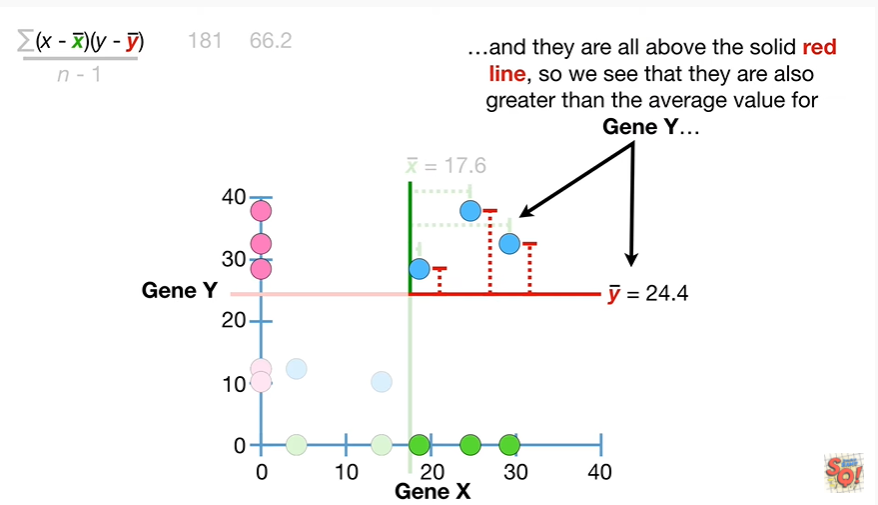 ∑(x - x̄)(y - ȳ)
n - 1
181 66.2
…and they are all above the solid red
line, so we see that they are also
greater than the average value for
Gene Y…
x̄ = 17.6
40
30
Gene Y
ȳ = 24.4
20
10
0
0 10 20 30 40
Gene X
SQ!